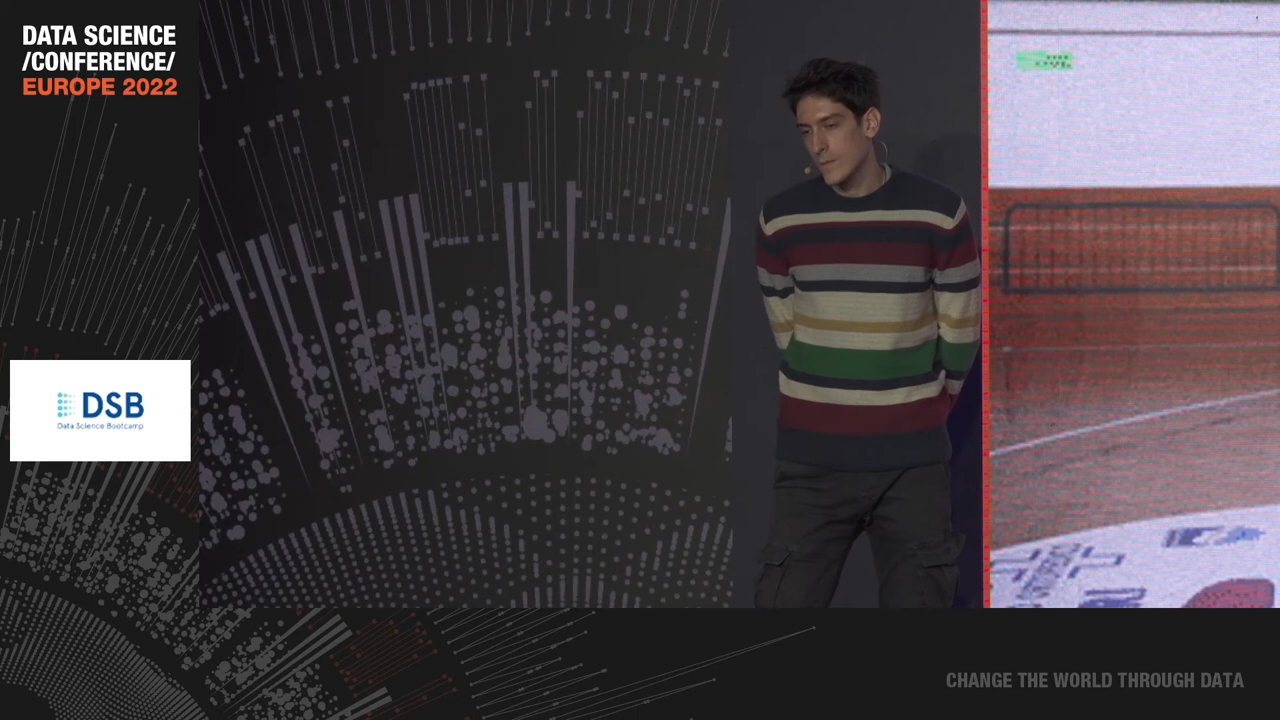 DATA SCIENCE
/CONFERENCE/
EUROPE 2022
DSB
Data Science Bootcamp
CHANGE THE WORLD THROUGH DATA